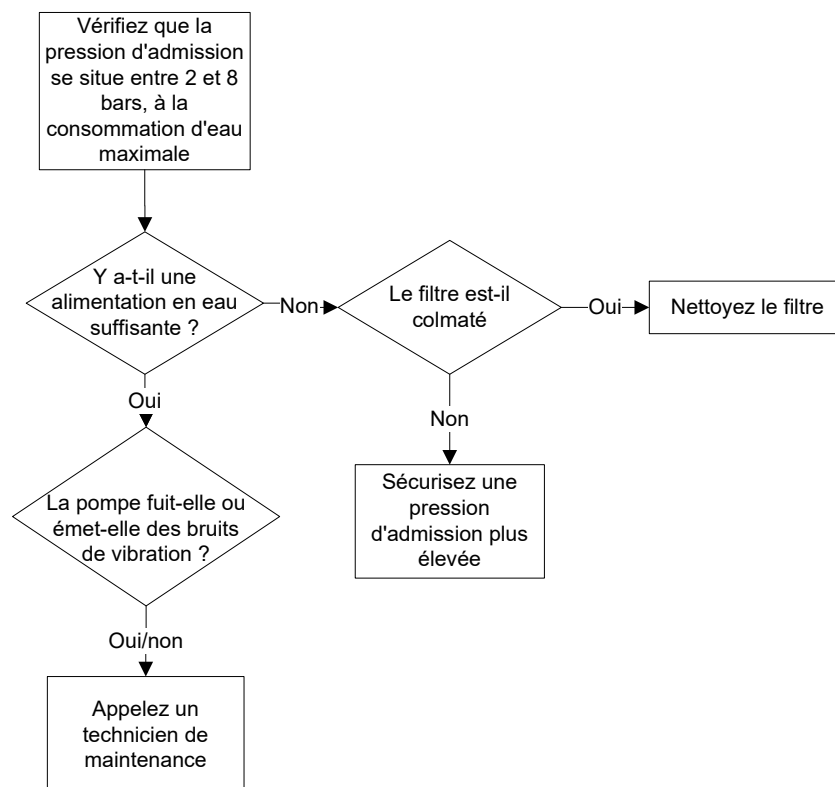 Vérifiez que la
pression d'admission
se situe entre 2 et 8
bars, à la
consommation d'eau
maximale
Y a-t-il une
alimentation en eau
suffisante ?
Non
Le filtre est-il
colmaté
Oui
Nettoyez le filtre
Oui
Non
La pompe fuit-elle ou
émet-elle des bruits
de vibration ?
Sécurisez une
pression
d'admission plus
élevée
Oui/non
Appelez un
technicien de
maintenance